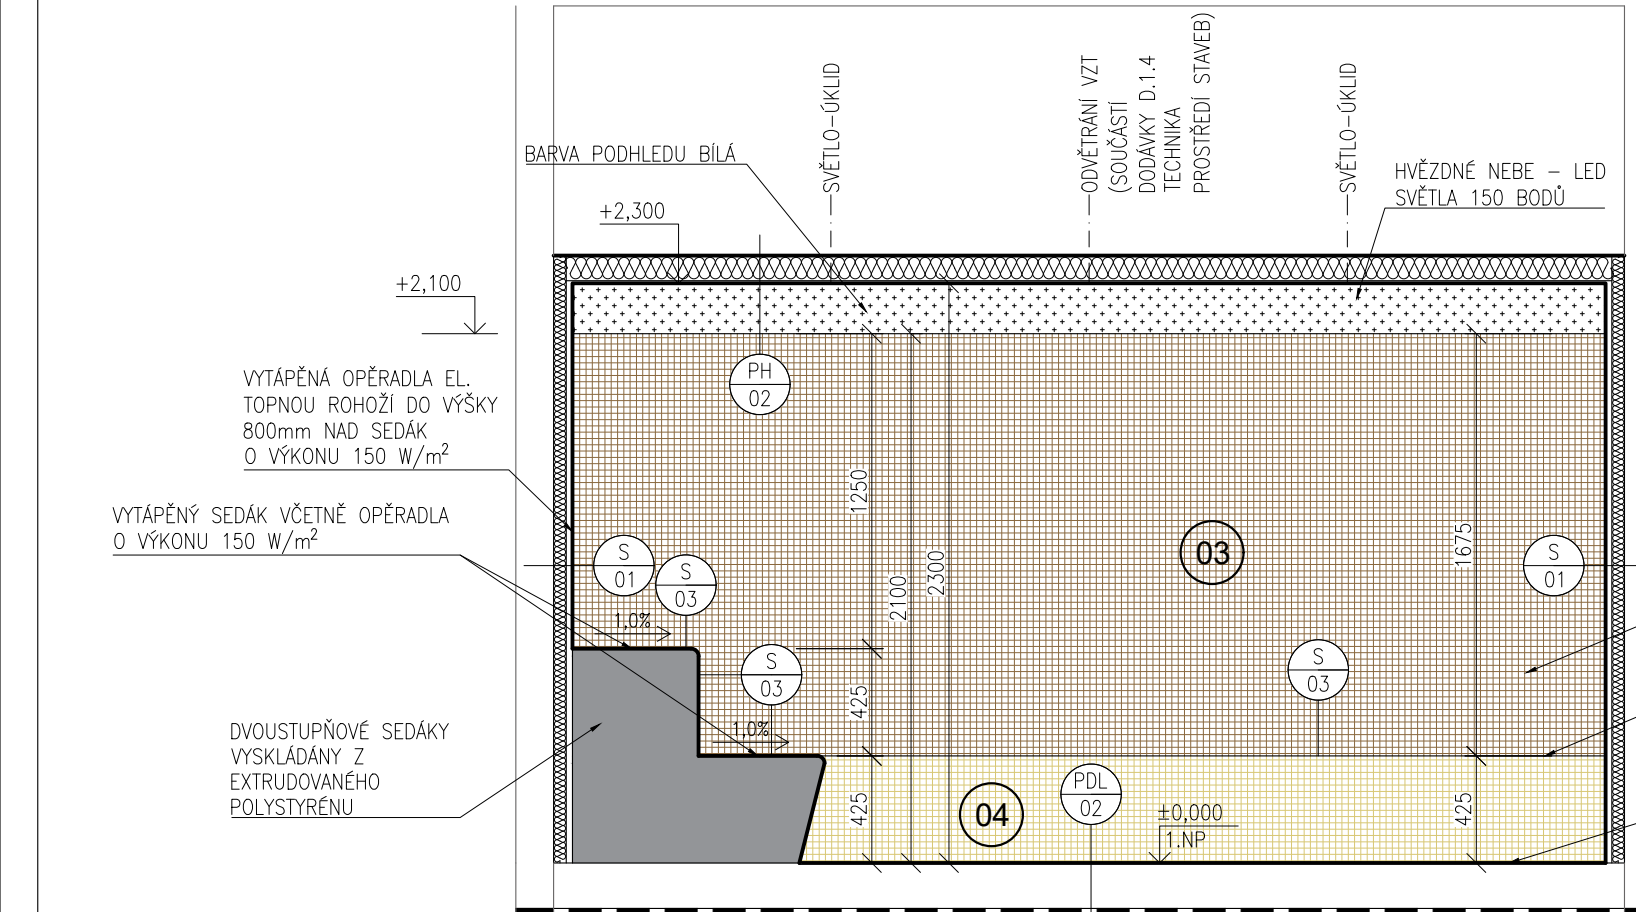 SVĚTLO-ÚKLID
ODVĚTRÁNÍ VZT
(SOUČÁSTÍ
DODÁVKY D.1.4
TECHNIKA
PROSTŘEDÍ STAVEB)
SVĚTLO-ÚKLID
BARVA PODHLEDU BÍLÁ
HVĚZDNÉ NEBE – LED
SVĚTLA 150 BODŮ
+2,300
+2,100
VYTÁPĚNÁ OPĚRADLA EL.
TOPNOU ROHOŽÍ DO VÝŠKY
800mm NAD SEDÁK
O VÝKONU 150 W/m²
PH
02
1250
VYTÁPĚNÝ SEDÁK VČETNĚ OPĚRADLA
O VÝKONU 150 W/m²
S
01
S
03
2100
2300
03
1675
S
01
1,0%
S
03
425
S
03
1,0%
DVOUSTUPŇOVÉ SEDÁKY
VYSKLÁDÁNY Z
EXTRUDOVANÉHO
POLYSTYRÉNU
425
04
PDL
02
±0,000
1.NP
425